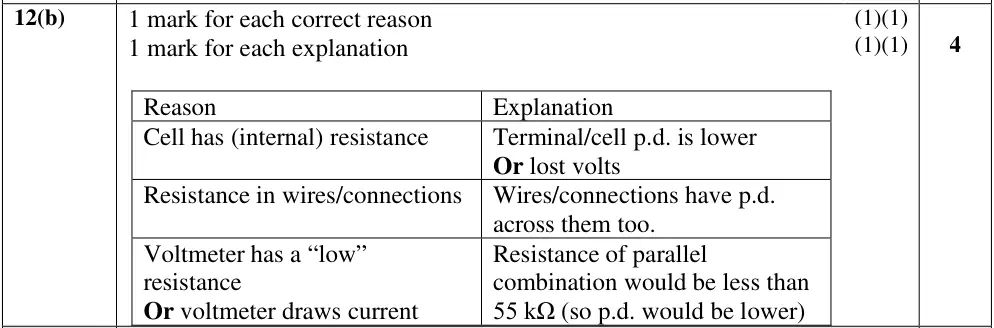 12(b) 1 mark for each correct reason (1)(1)
1 mark for each explanation (1)(1) 4
Reason Explanation
Cell has (internal) resistance Terminal/cell p.d. is lower
Or lost volts
Resistance in wires/connections Wires/connections have p.d.
across them too.
Voltmeter has a “low” Resistance of parallel
resistance combination would be less than
Or voltmeter draws current 55 kΩ (so p.d. would be lower)